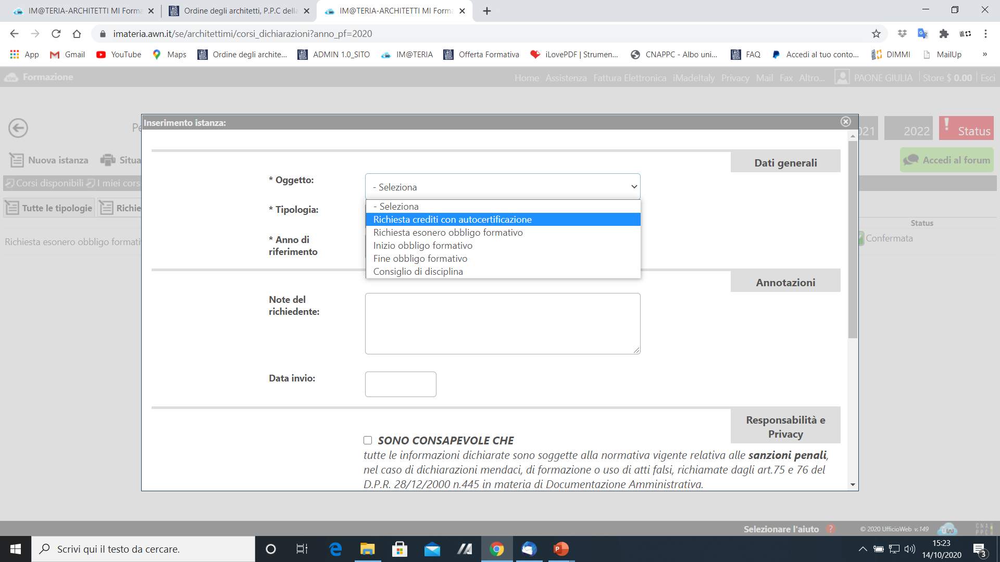 IM@TERIA-ARCHITETTI MI Forma
Ordine degli architetti, P.P.C della
IM@TERIA-ARCHITETTI MI Forma
imateria.awn.it/se/architettimi/corsi_dichiarazioni?anno_pf=2020
App
Gmail
YouTube
Maps
Ordine degli archite...
ADMIN 1.0_SITO
IM@TERIA
Offerta Formativa
iLovePDF | Strumen...
CNAPPC - Albo uni...
FAQ
Accedi al tuo conto...
DIMMI
MailUp
»
Formazione
Home Assistenza Fattura Elettronica iMadeItaly Privacy Mail Fax Altro... PAONE GIULIA Store $ 0.00 Esci
Inserimento istanza:
Pe
021
2022
! Status
Nuova istanza
Situa
Accedi al forum
Corsi disponibili
I miei cors
Tutte le tipologie
Richie
Status
Richiesta esonero obbligo formati
Confermata
Dati generali
* Oggetto:
- Seleziona
- Seleziona
* Tipologia:
Richiesta crediti con autocertificazione
Richiesta esonero obbligo formativo
* Anno di
riferimento
Inizio obbligo formativo
Fine obbligo formativo
Consiglio di disciplina
Annotazioni
Note del
richiedente:
Data invio:
Responsabilità e
Privacy
SONO CONSAPEVOLE CHE
tutte le informazioni dichiarate sono soggette alla normativa vigente relativa alle sanzioni penali,
nel caso di dichiarazioni mendaci, di formazione o uso di atti falsi, richiamate dagli art.75 e 76 del
D.P.R. 28/12/2000 n.445 in materia di Documentazione Amministrativa.
Selezionare l'aiuto ?
© 2020 UfficioWeb v.149
uw
CNA
PPC
Scrivi qui il testo da cercare.
15:23
14/10/2020
3